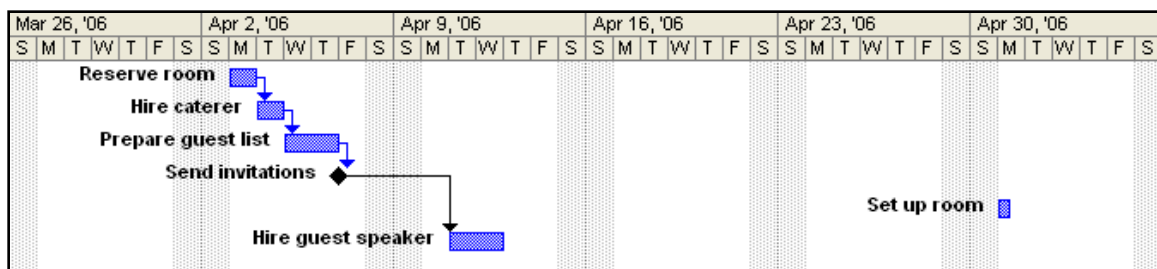 Mar 26, '06 Apr 2, '06 Apr 9, '06 Apr 16, '06 Apr 23, '06 Apr 30, '06
S M T W T F S S M T W T F S S M T W T F S S M T W T F S S M T W T F S S M T W T F S
Reserve room
Hire caterer
Prepare guest list
Send invitations
Set up room
Hire guest speaker